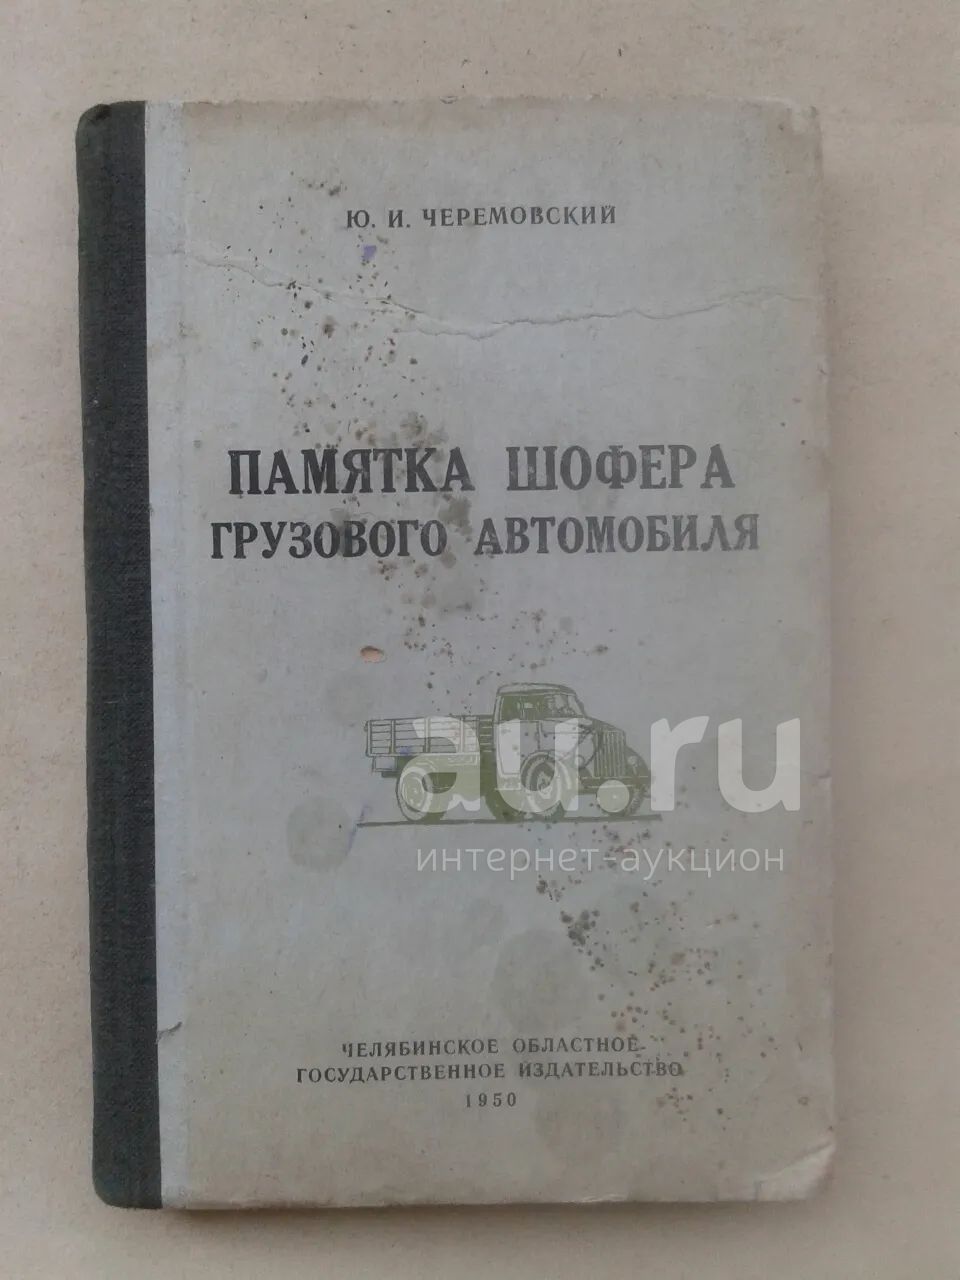 Ю. И. ЧЕРЕМОВСКИЙ
ПАМЯТКА ШОФЕРА
ГРУЗОВОГО АВТОМОБИЛЯ
au.ru
интернет-аукцион
ЧЕЛЯБИНСКОЕ ОБЛАСТНОЕ
ГОСУДАРСТВЕННОЕ ИЗДАТЕЛЬСТВО
1950